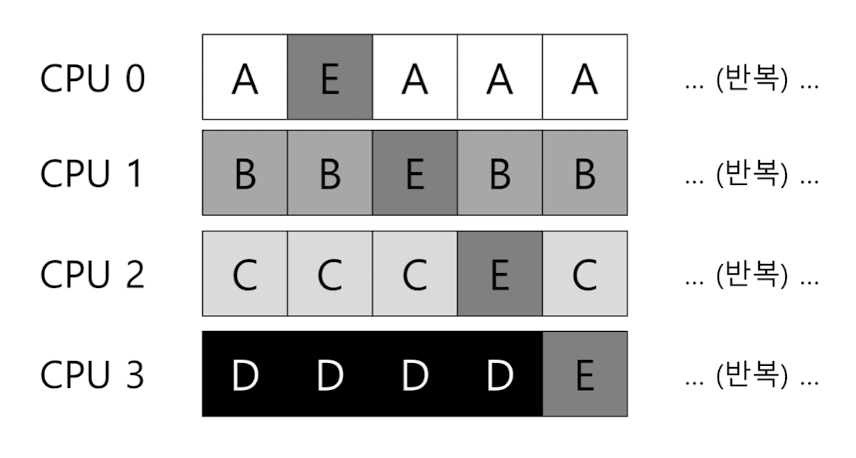 CPU 0 A E A A A ... (반복) ...
CPU 1 B B E B B ... (반복) ...
CPU 2 C C C E C ... (반복) ...
CPU 3 D D D D E ... (반복) ...